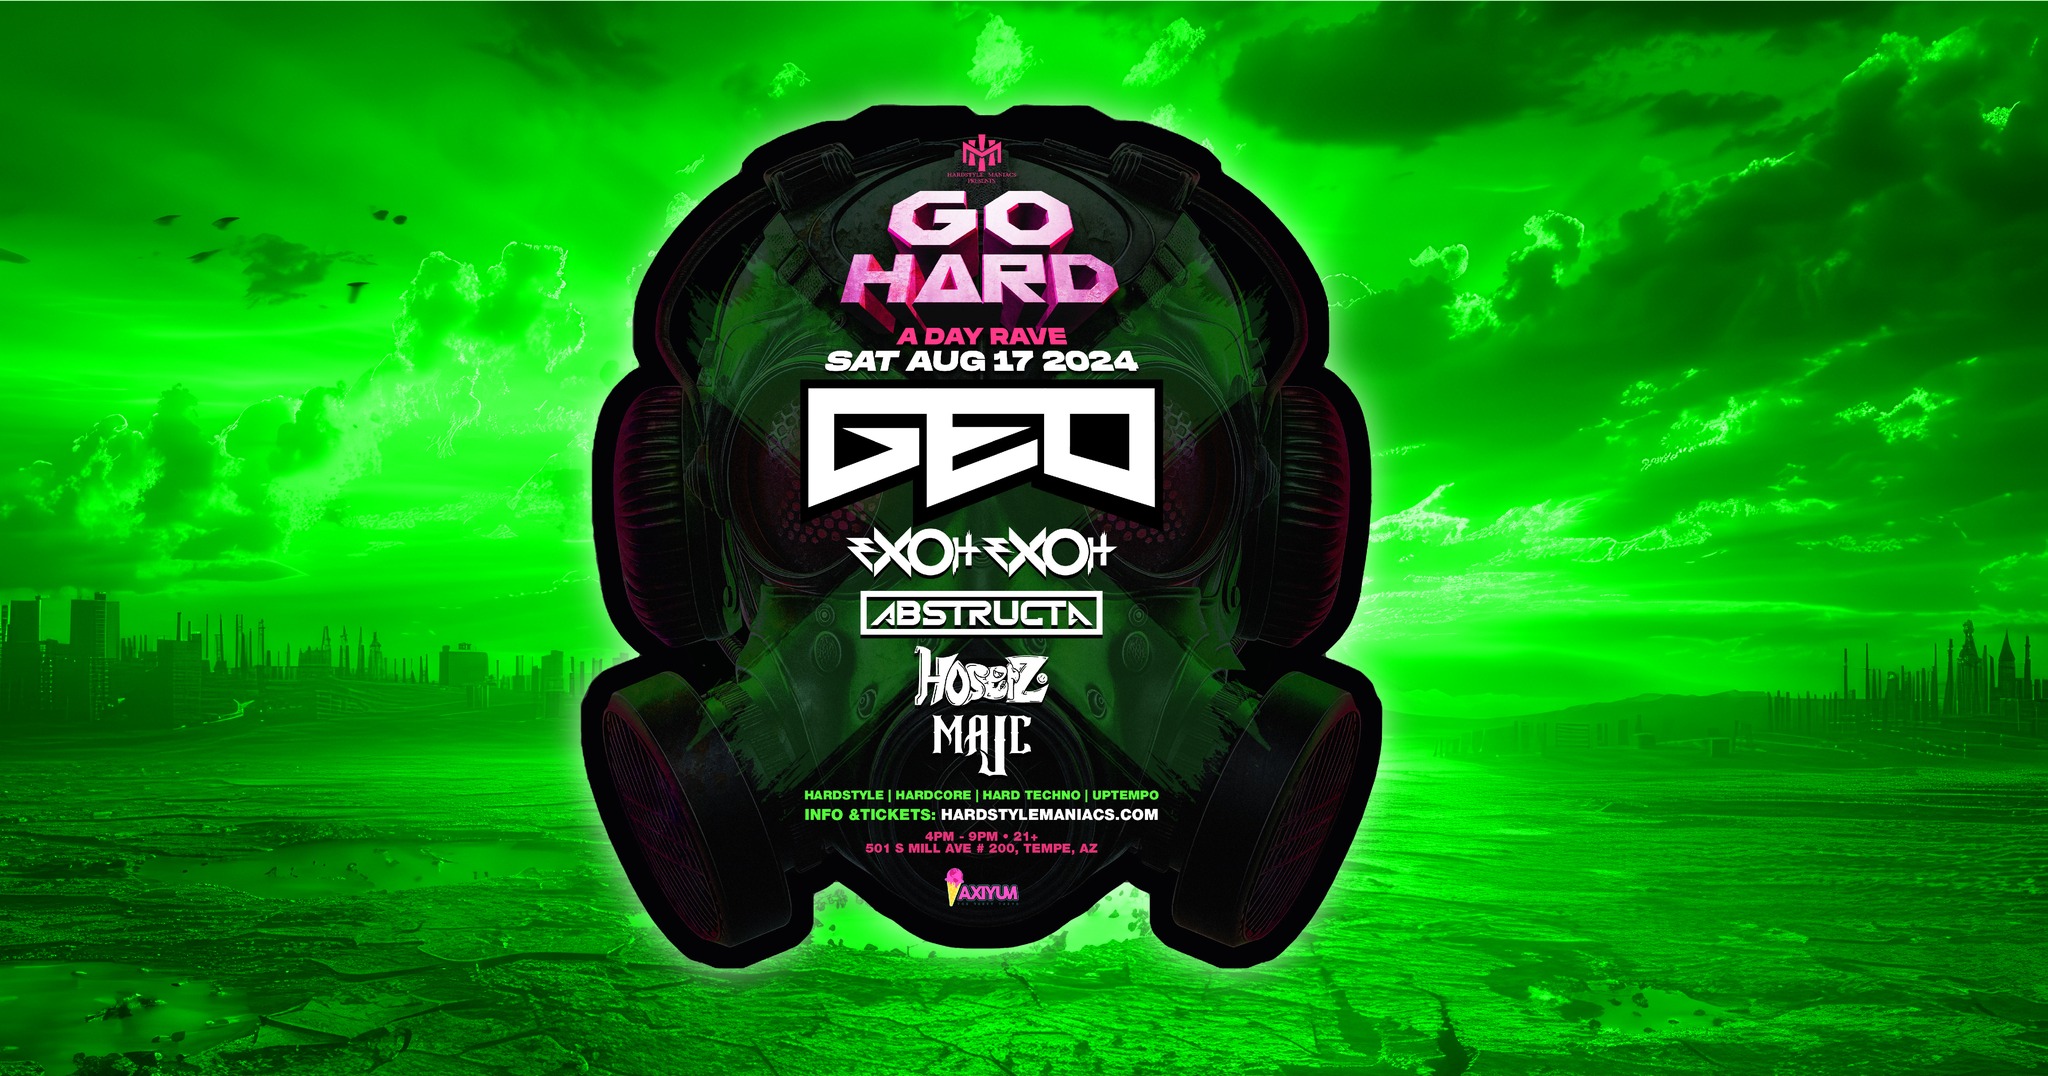 HARDSTYLE MANIACS
PRESENTS
GO
HARD
A DAY RAVE
SAT AUG 17 2024
GEO
EXOH EXOH
ABSTRUCTA
HOSERZ
MAJC
HARDSTYLE | HARDCORE | HARD TECHNO | UPTEMPO
INFO &TICKETS: HARDSTYLEMANIACS.COM
4PM - 9PM • 21+
501 S MILL AVE # 200, TEMPE, AZ
AXIYUM